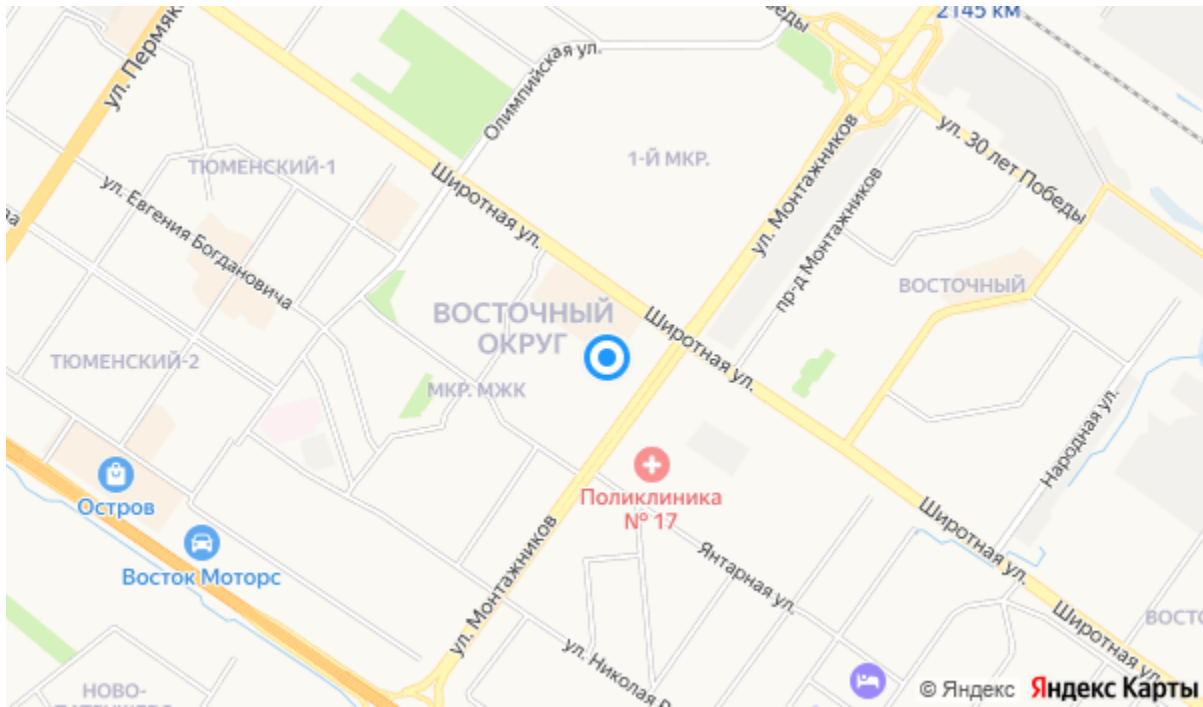 2145 км
ул. Пермяк
Победы
Олимпийская ул.
ул. Монтажников
ул. 30 лет Победы
1-Й МКР.
ТЮМЕНСКИЙ-1
Широтная ул.
пр-д Монтажников
ул. Евгения Богдановича
ВОСТОЧНЫЙ
ВОСТОЧНЫЙ
ОКРУГ
Широтная ул.
ТЮМЕНСКИЙ-2
МКР. МЖК
Народная ул.
Остров
Поликлиника
№ 17
Широтная ул.
Восток Моторс
ул. Монтажников
Янтарная ул.
Широтная ул.
ВОСТО
ул. Николая
НОВО-
© Яндекс Яндекс Карты